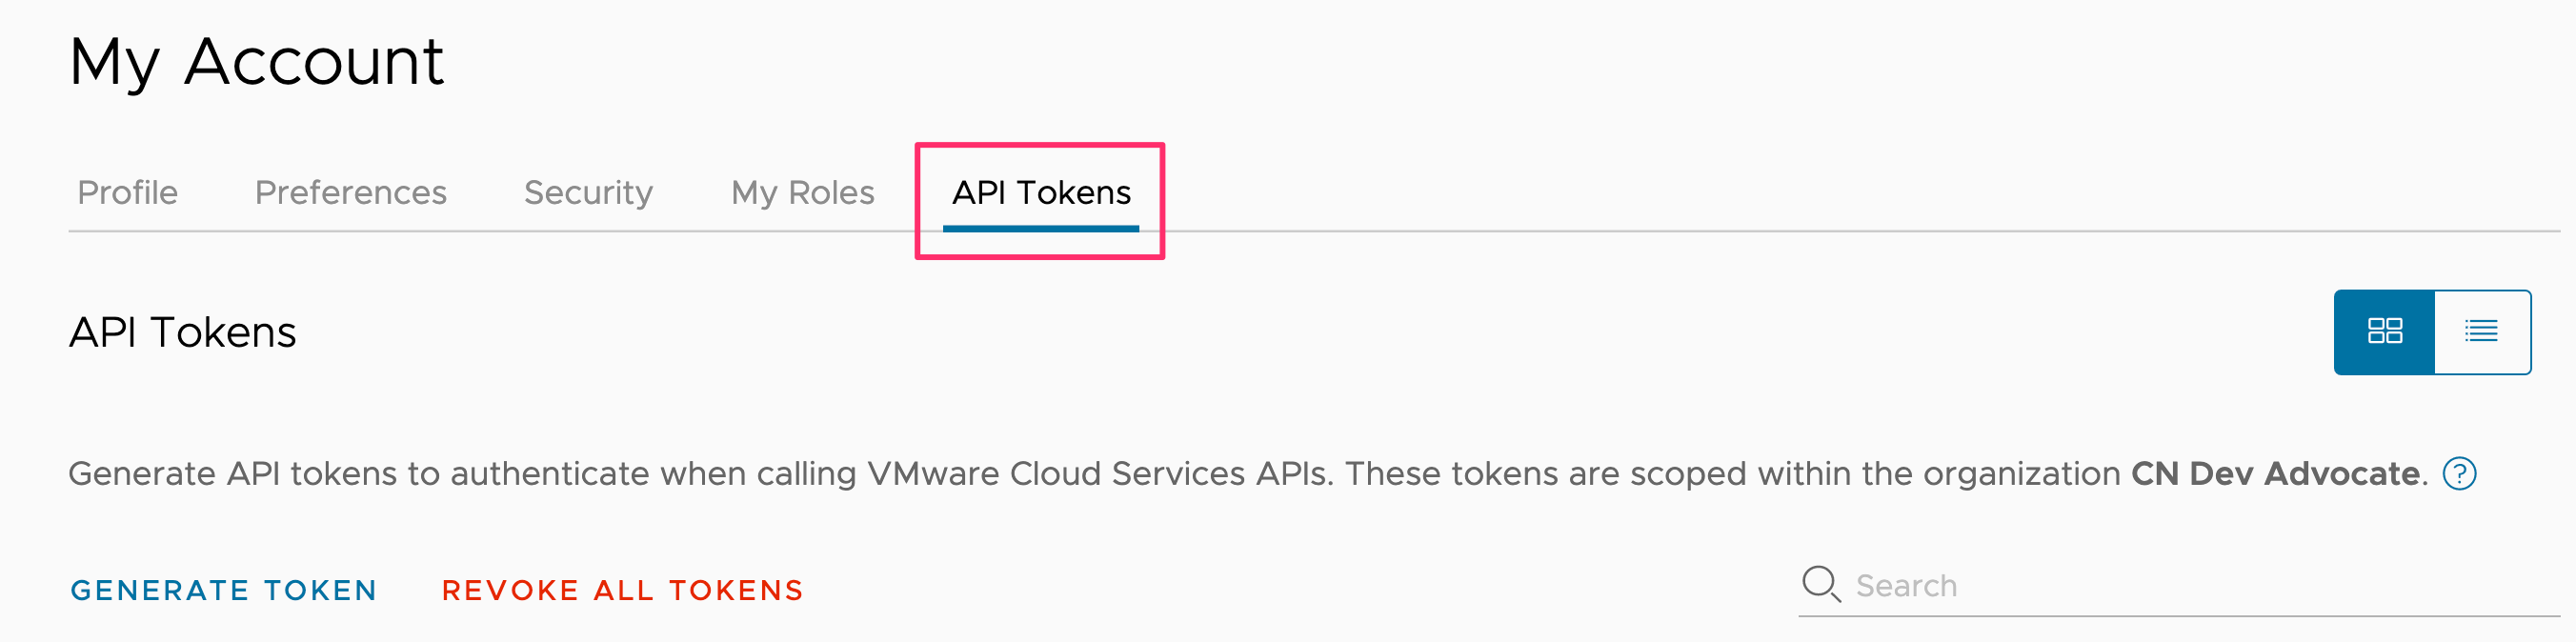 My Account
Profile Preferences Security My Roles API Tokens
API Tokens
Generate API tokens to authenticate when calling VMware Cloud Services APIs. These tokens are scoped within the organization CN Dev Advocate. ?
GENERATE TOKEN REVOKE ALL TOKENS Search